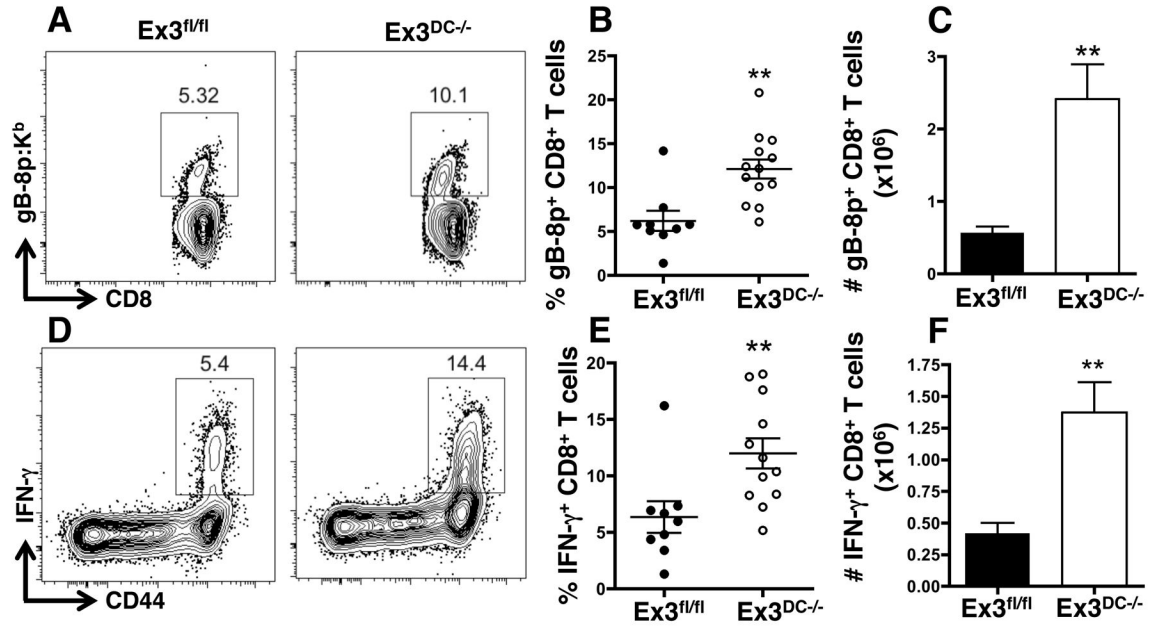 A
Ex3fl/fl
Ex3DC-/-
5.32
10.1
gB-8p:Kb
CD8
B
% gB-8p+ CD8+ T cells
25
20
15
10
5
0
**
Ex3fl/fl
Ex3DC-/-
C
# gB-8p+ CD8+ T cells
(x106)
3
2
1
0
**
Ex3fl/fl
Ex3DC-/-
D
5.4
14.4
IFN-γ
CD44
E
% IFN-γ+ CD8+ T cells
20
15
10
5
0
**
Ex3fl/fl
Ex3DC-/-
F
# IFN-γ+ CD8+ T cells
(x106)
1.75
1.50
1.25
1.00
0.75
0.50
0.25
0.00
**
Ex3fl/fl
Ex3DC-/-